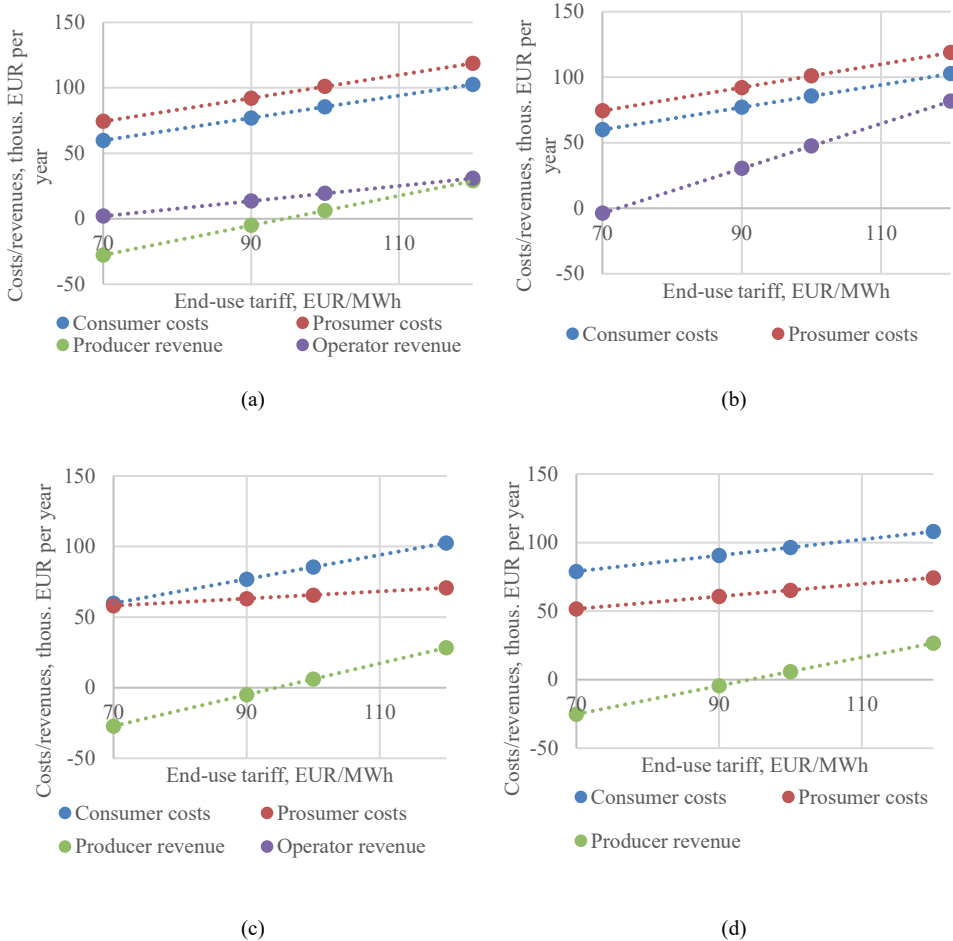 150
100
50
0
-50
70
90
110
Costs/revenues, thous. EUR per
year
End-use tariff, EUR/MWh
Consumer costs
Prosumer costs
Producer revenue
Operator revenue
(a)
150
100
50
0
-50
70
90
110
Costs/revenues, thous. EUR per
year
End-use tariff, EUR/MWh
Consumer costs
Prosumer costs
(b)
150
100
50
0
-50
70
90
110
Costs/revenues, thous. EUR per year
End-use tariff, EUR/MWh
Consumer costs
Prosumer costs
Producer revenue
Operator revenue
(c)
150
100
50
0
-50
70
90
110
Costs/revenues, thous. EUR per year
End-use tariff, EUR/MWh
Consumer costs
Prosumer costs
Producer revenue
(d)